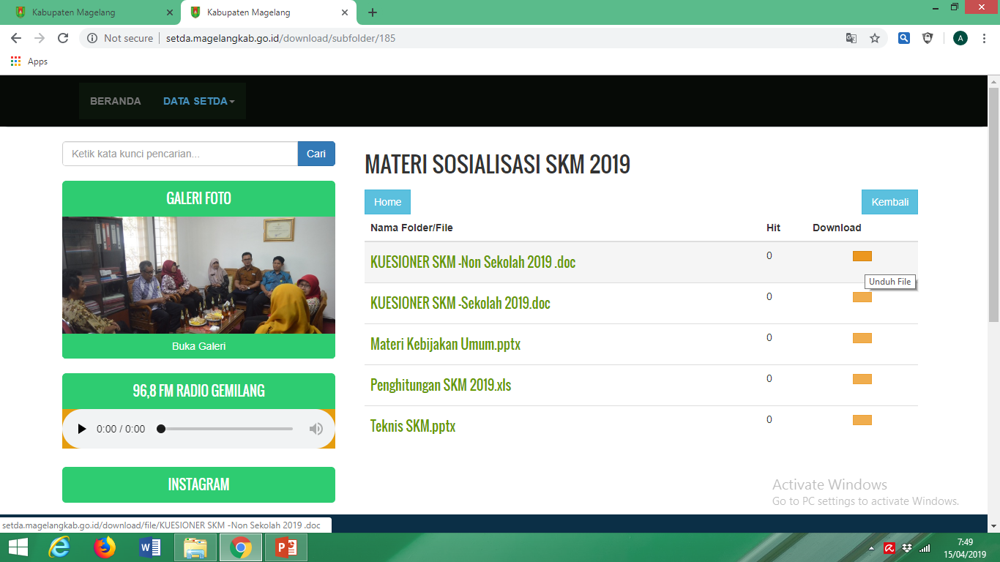 Kabupaten Magelang
Kabupaten Magelang
Not secure
setda.magelangkab.go.id/download/subfolder/185
A
Apps
BERANDA
DATA SETDA
Ketik kata kunci pencarian...
Cari
GALERI FOTO
Buka Galeri
96,8 FM RADIO GEMILANG
0:00 / 0:00
INSTAGRAM
MATERI SOSIALISASI SKM 2019
Home
Kembali
Nama Folder/File Hit Download
KUESIONER SKM -Non Sekolah 2019 .doc 0
Unduh File
KUESIONER SKM -Sekolah 2019.doc 0
Materi Kebijakan Umum.pptx 0
Penghitungan SKM 2019.xls 0
Teknis SKM.pptx 0
Activate Windows
Go to PC settings to activate Windows.
setda.magelangkab.go.id/download/file/KUESIONER SKM -Non Sekolah 2019 .doc
7:49
15/04/2019